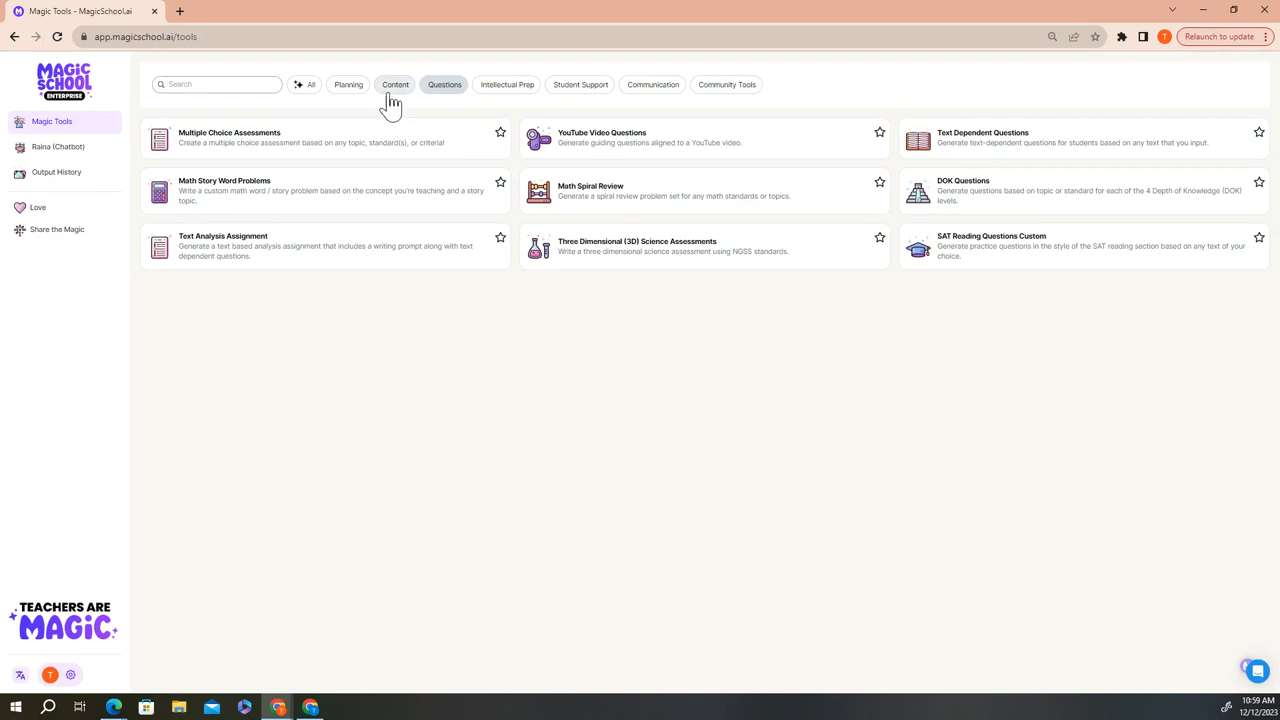 Magic Tools - MagicSchool.ai
app.magicschool.ai/tools
Relaunch to update
MAGIC
SCHOOL
ENTERPRISE
Magic Tools
Raina (Chatbot)
Output History
Love
Share the Magic
Search
All
Planning
Content
Questions
Intellectual Prep
Student Support
Communication
Community Tools
Multiple Choice Assessments
Create a multiple choice assessment based on any topic, standard(s), or criteria!
YouTube Video Questions
Generate guiding questions aligned to a YouTube video.
Text Dependent Questions
Generate text-dependent questions for students based on any text that you input.
Math Story Word Problems
Write a custom math word / story problem based on the concept you're teaching and a story
topic.
Math Spiral Review
Generate a spiral review problem set for any math standards or topics.
DOK Questions
Generate questions based on topic or standard for each of the 4 Depth of Knowledge (DOK)
levels.
Text Analysis Assignment
Generate a text based analysis assignment that includes a writing prompt along with text
dependent questions.
Three Dimensional (3D) Science Assessments
Write a three dimensional science assessment using NGSS standards.
SAT Reading Questions Custom
Generate practice questions in the style of the SAT reading section based on any text of your
choice.
TEACHERS ARE
MAGIC
T
T
10:59 AM
12/12/2023